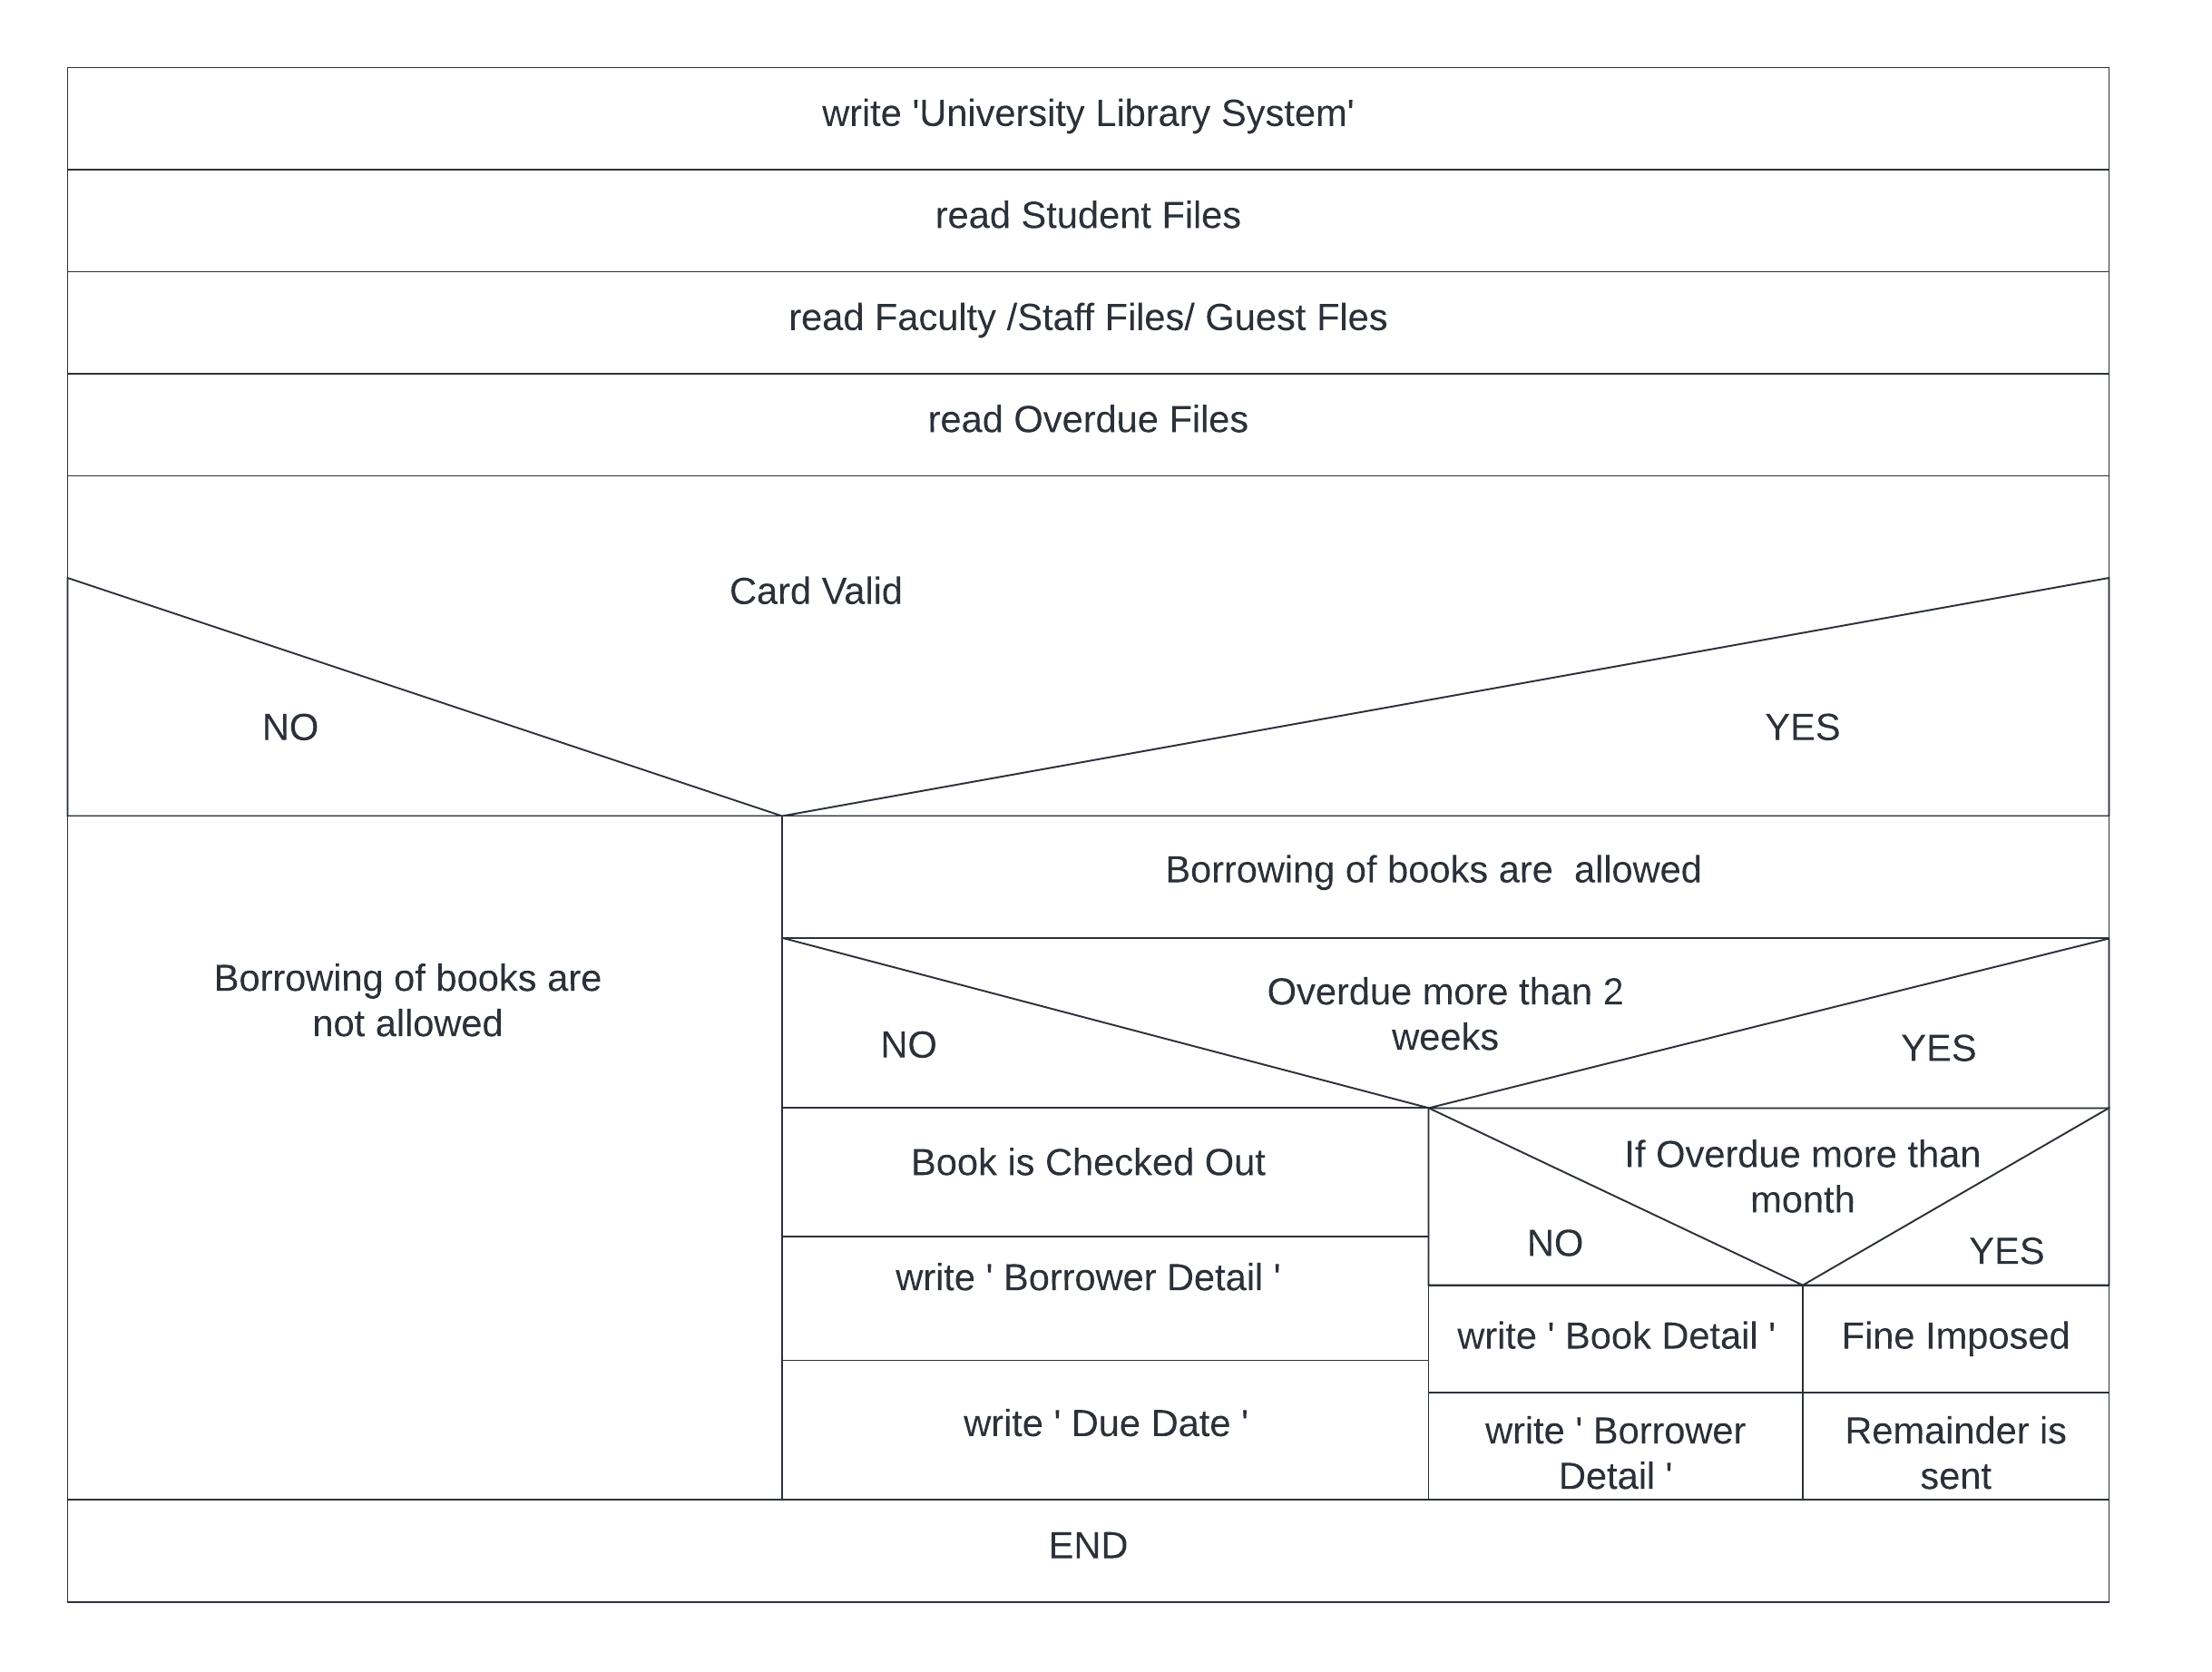 write 'University Library System'
read Student Files
read Faculty /Staff Files/ Guest Fles
read Overdue Files
Card Valid
NO
YES
Borrowing of books are
not allowed
Borrowing of books are  allowed
Overdue more than 2
weeks
NO
YES
Book is Checked Out
write ' Borrower Detail '
write ' Due Date '
If Overdue more than
month
NO
YES
write ' Book Detail '
write ' Borrower
Detail '
Fine Imposed
Remainder is
sent
END